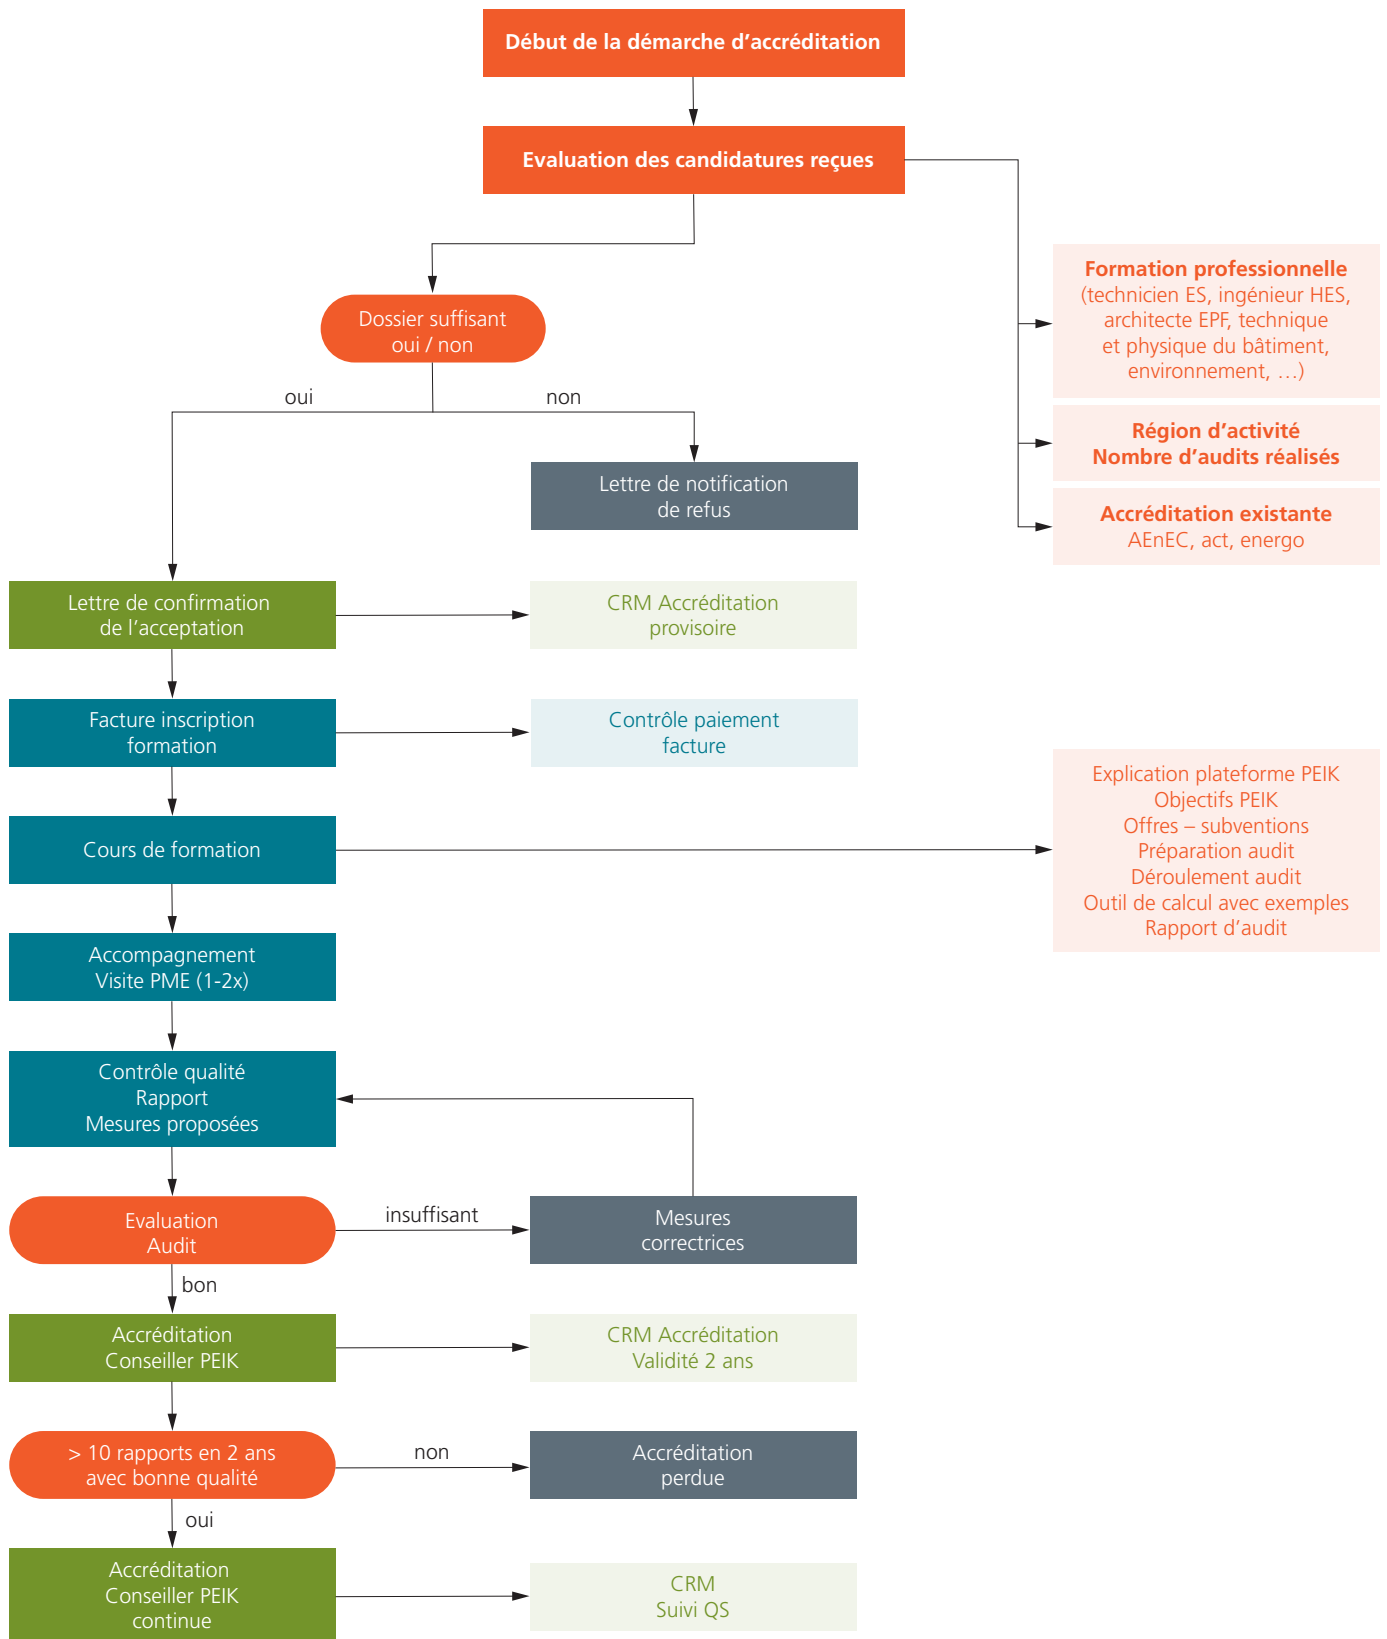 Début de la démarche d’accréditation
Evaluation des candidatures reçues
Formation professionnelle
(technicien ES, ingénieur HES,
architecte EPF, technique
et physique du bâtiment,
environnement, …)
Région d’activité
Nombre d’audits réalisés
Accréditation existante
AEnEC, act, energo
Dossier suffisant
oui / non
oui
non
Lettre de notification
de refus
Lettre de confirmation
de l’acceptation
CRM Accréditation
provisoire
Facture inscription
formation
Contrôle paiement
facture
Cours de formation
Explication plateforme PEIK
Objectifs PEIK
Offres – subventions
Préparation audit
Déroulement audit
Outil de calcul avec exemples
Rapport d’audit
Accompagnement
Visite PME (1-2x)
Contrôle qualité
Rapport
Mesures proposées
Evaluation
Audit
insuffisant
Mesures
correctrices
bon
Accréditation
Conseiller PEIK
CRM Accréditation
Validité 2 ans
> 10 rapports en 2 ans
avec bonne qualité
non
Accréditation
perdue
oui
Accréditation
Conseiller PEIK
continue
CRM
Suivi QS